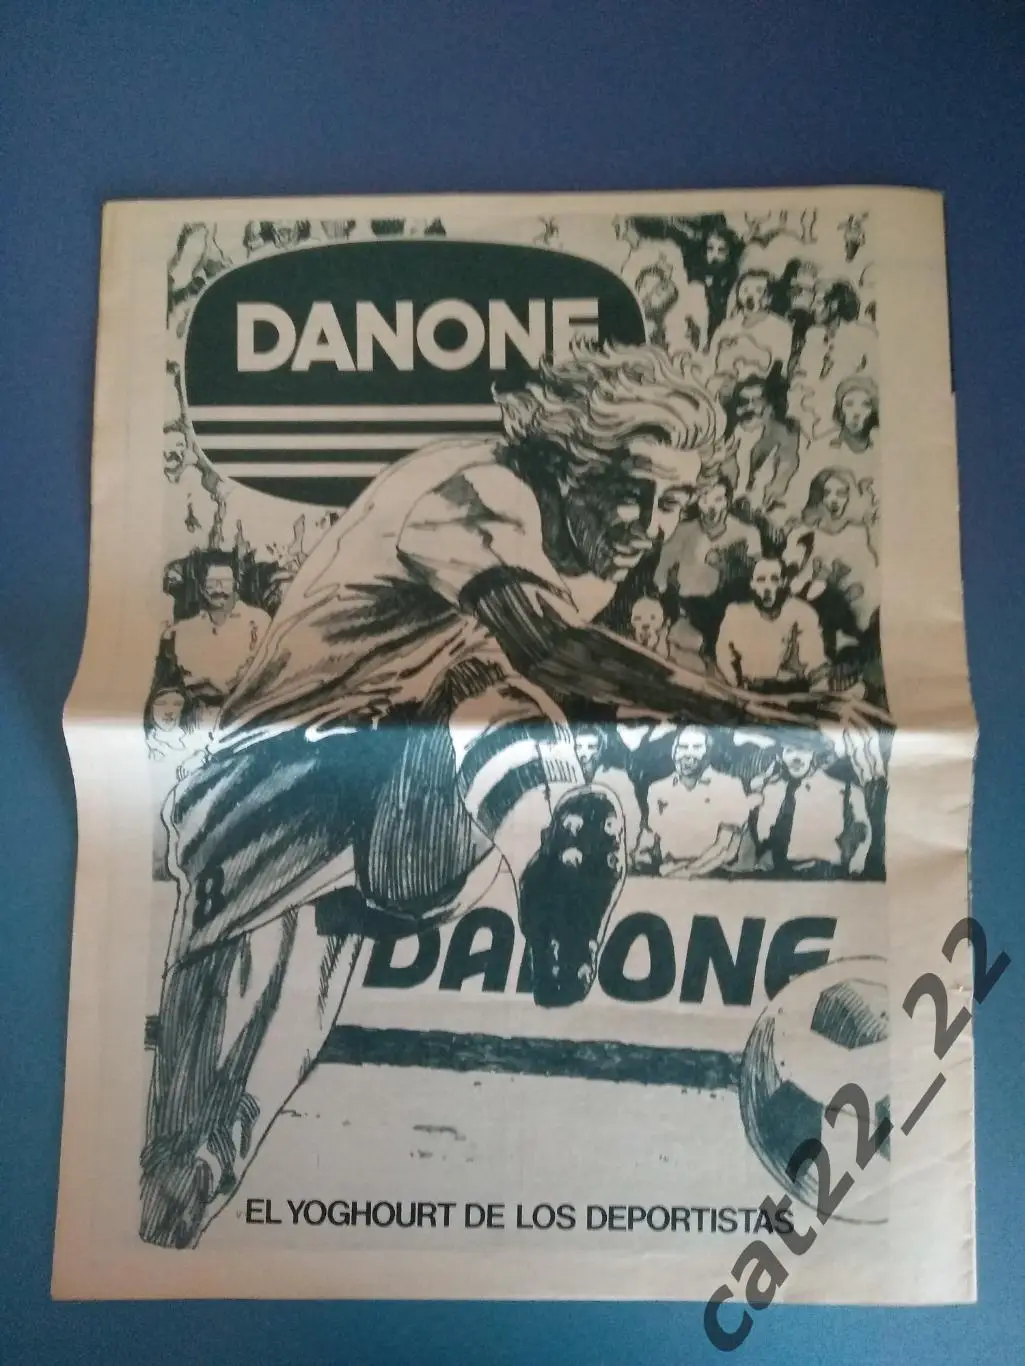 DANONE
8
DANONE
EL YOGHOURT DE LOS DEPORTISTAS
cat22_22